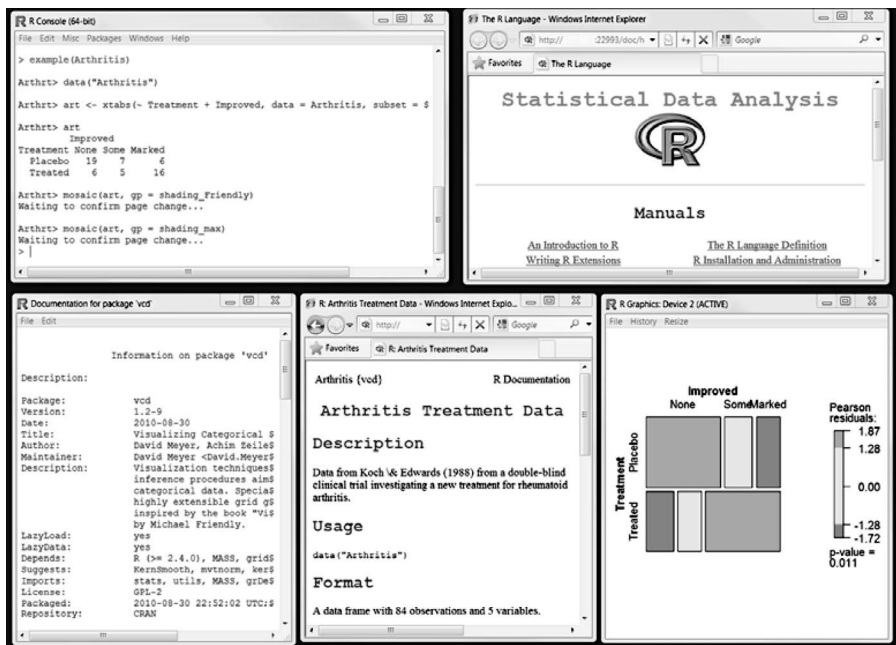 R Console (64-bit)
File Edit Misc Packages Windows Help
> example(Arthritis)
Arthrt> data("Arthritis")
Arthrt> art <- xtabs(~ Treatment + Improved, data = Arthritis, subset = $
Arthrt> art
Improved
Treatment None Some Marked
Placebo 19 7 6
Treated 6 5 16
Arthrt> mosaic(art, gp = shading_Friendly)
Waiting to confirm page change...
Arthrt> mosaic(art, gp = shading_max)
Waiting to confirm page change...
> |
The R Language - Windows Internet Explorer
http:// :22993/doc/h Google
Favorites The R Language
Statistical Data Analysis
R
Manuals
An Introduction to R The R Language Definition
Writing R Extensions R Installation and Administration
Documentation for package 'vcd'
File Edit
Information on package 'vcd'
Description:
Package: vcd
Version: 1.2-9
Date: 2010-08-30
Title: Visualizing Categorical $
Author: David Meyer, Achim Zeile$
Maintainer: David Meyer <David.Meyer$
Description: Visualization techniques$
inference procedures aim$
categorical data. Specia$
highly extensible grid g$
inspired by the book "Vi$
by Michael Friendly.
LazyLoad: yes
LazyData: yes
Depends: R (>= 2.4.0), MASS, grid$
Suggests: KernSmooth, mvtnorm, ker$
Imports: stats, utils, MASS, grDe$
License: GPL-2
Packaged: 2010-08-30 22:52:02 UTC;$
Repository: CRAN
R: Arthritis Treatment Data - Windows Internet Explo...
http:// Google
Favorites R: Arthritis Treatment Data
Arthritis {vcd} R Documentation
Arthritis Treatment Data
Description
Data from Koch \& Edwards (1988) from a double-blind
clinical trial investigating a new treatment for rheumatoid
arthritis.
Usage
data("Arthritis")
Format
A data frame with 84 observations and 5 variables.
R Graphics: Device 2 (ACTIVE)
File History Resize
Improved
None Some Marked
Treatment
Placebo
Treated
Pearson
residuals:
1.87
1.28
0.00
-1.28
-1.72
p-value =
0.011